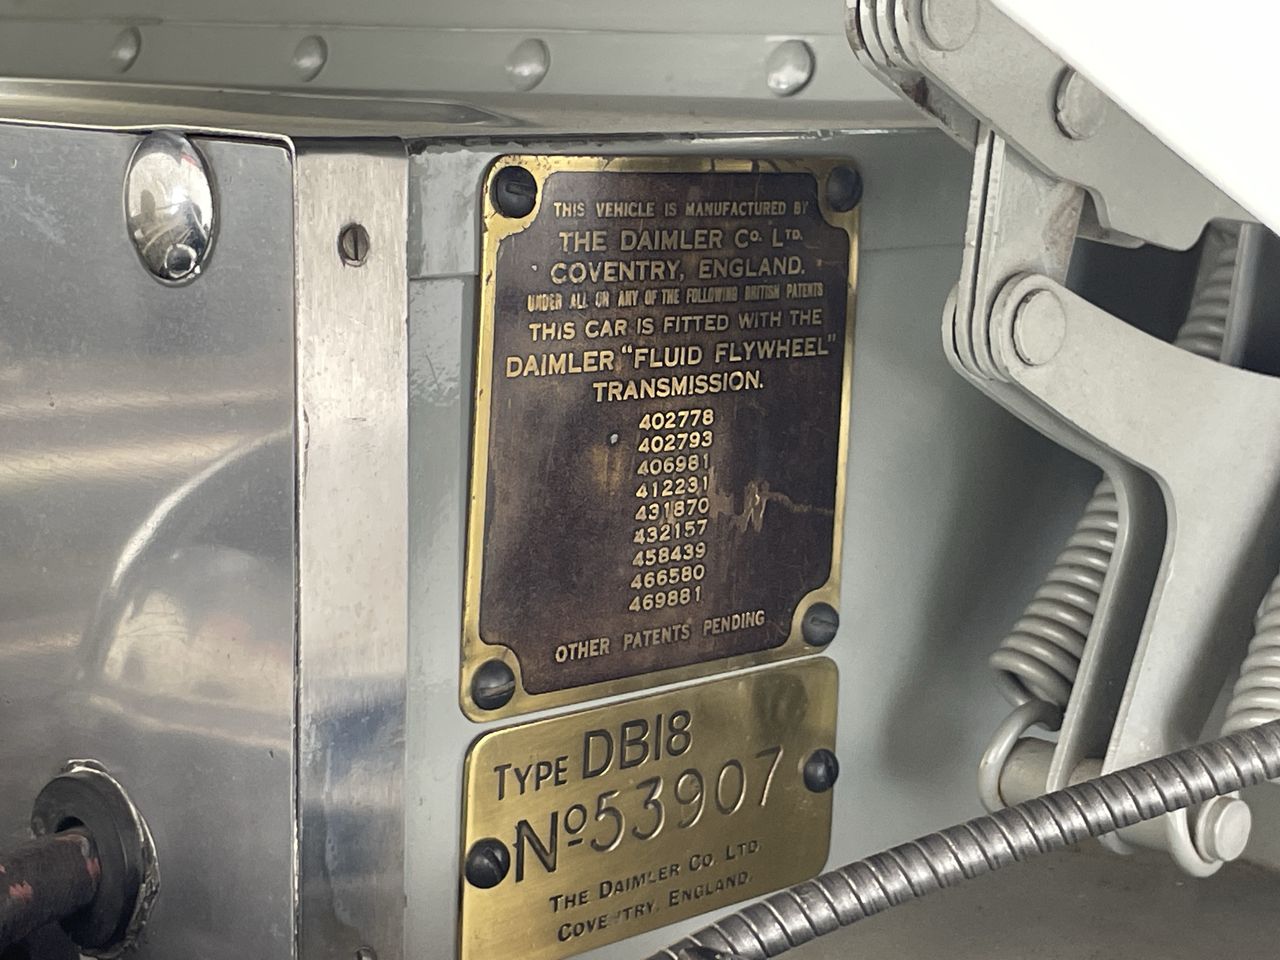 THIS VEHICLE IS MANUFACTURED BY
THE DAIMLER Co. LTD.
COVENTRY, ENGLAND.
UNDER ALL OR ANY OF THE FOLLOWING BRITISH PATENTS
THIS CAR IS FITTED WITH THE
DAIMLER "FLUID FLYWHEEL"
TRANSMISSION.
402778
402793
406981
412231
431870
432157
458439
466580
469881
OTHER PATENTS PENDING
TYPE DB18
Nº 53907
THE DAIMLER Co. LTD.
COVENTRY, ENGLAND.